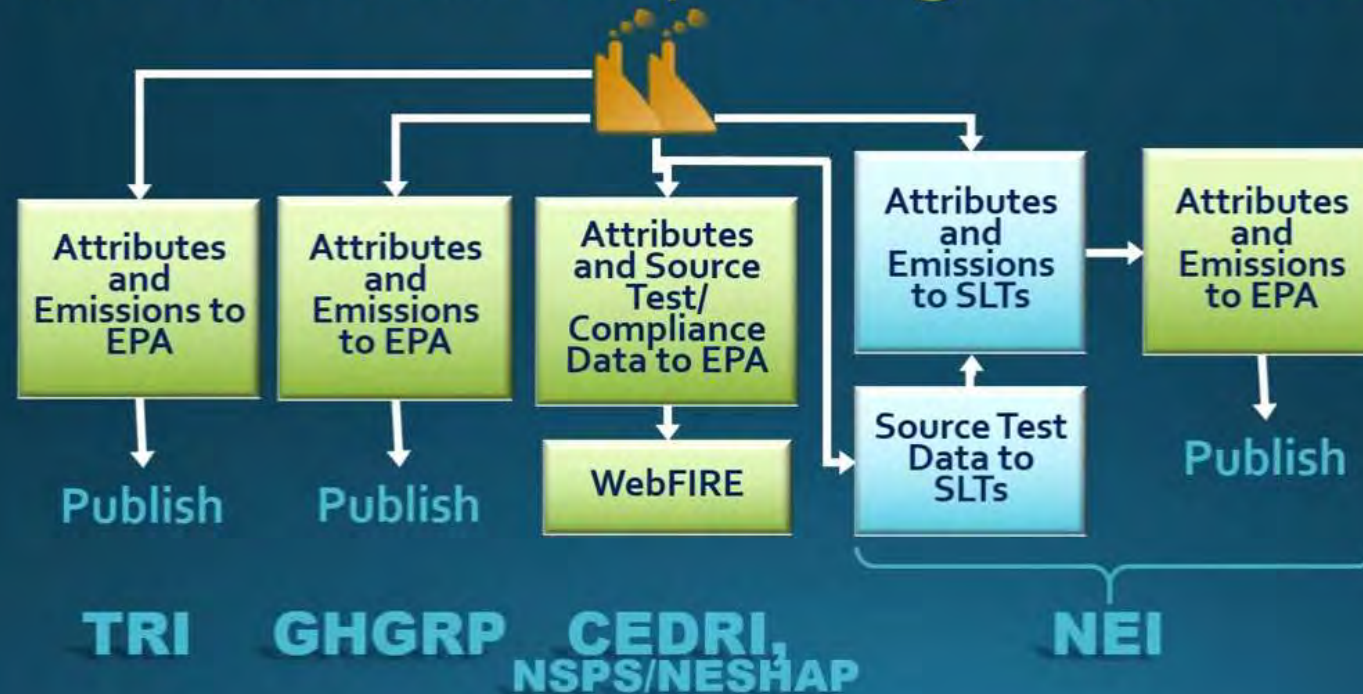 Attributes
and
Emissions to
EPA
Publish
TRI
Attributes
and
Emissions
to EPA
Publish
GHGRP
Attributes
and Source
Test/
Compliance
Data to EPA
WebFIRE
CEDRI,
NSPS/NESHAP
Attributes
and
Emissions
to SLTs
Source Test
Data to
SLTs
Attributes
and
Emissions
to EPA
Publish
NEI